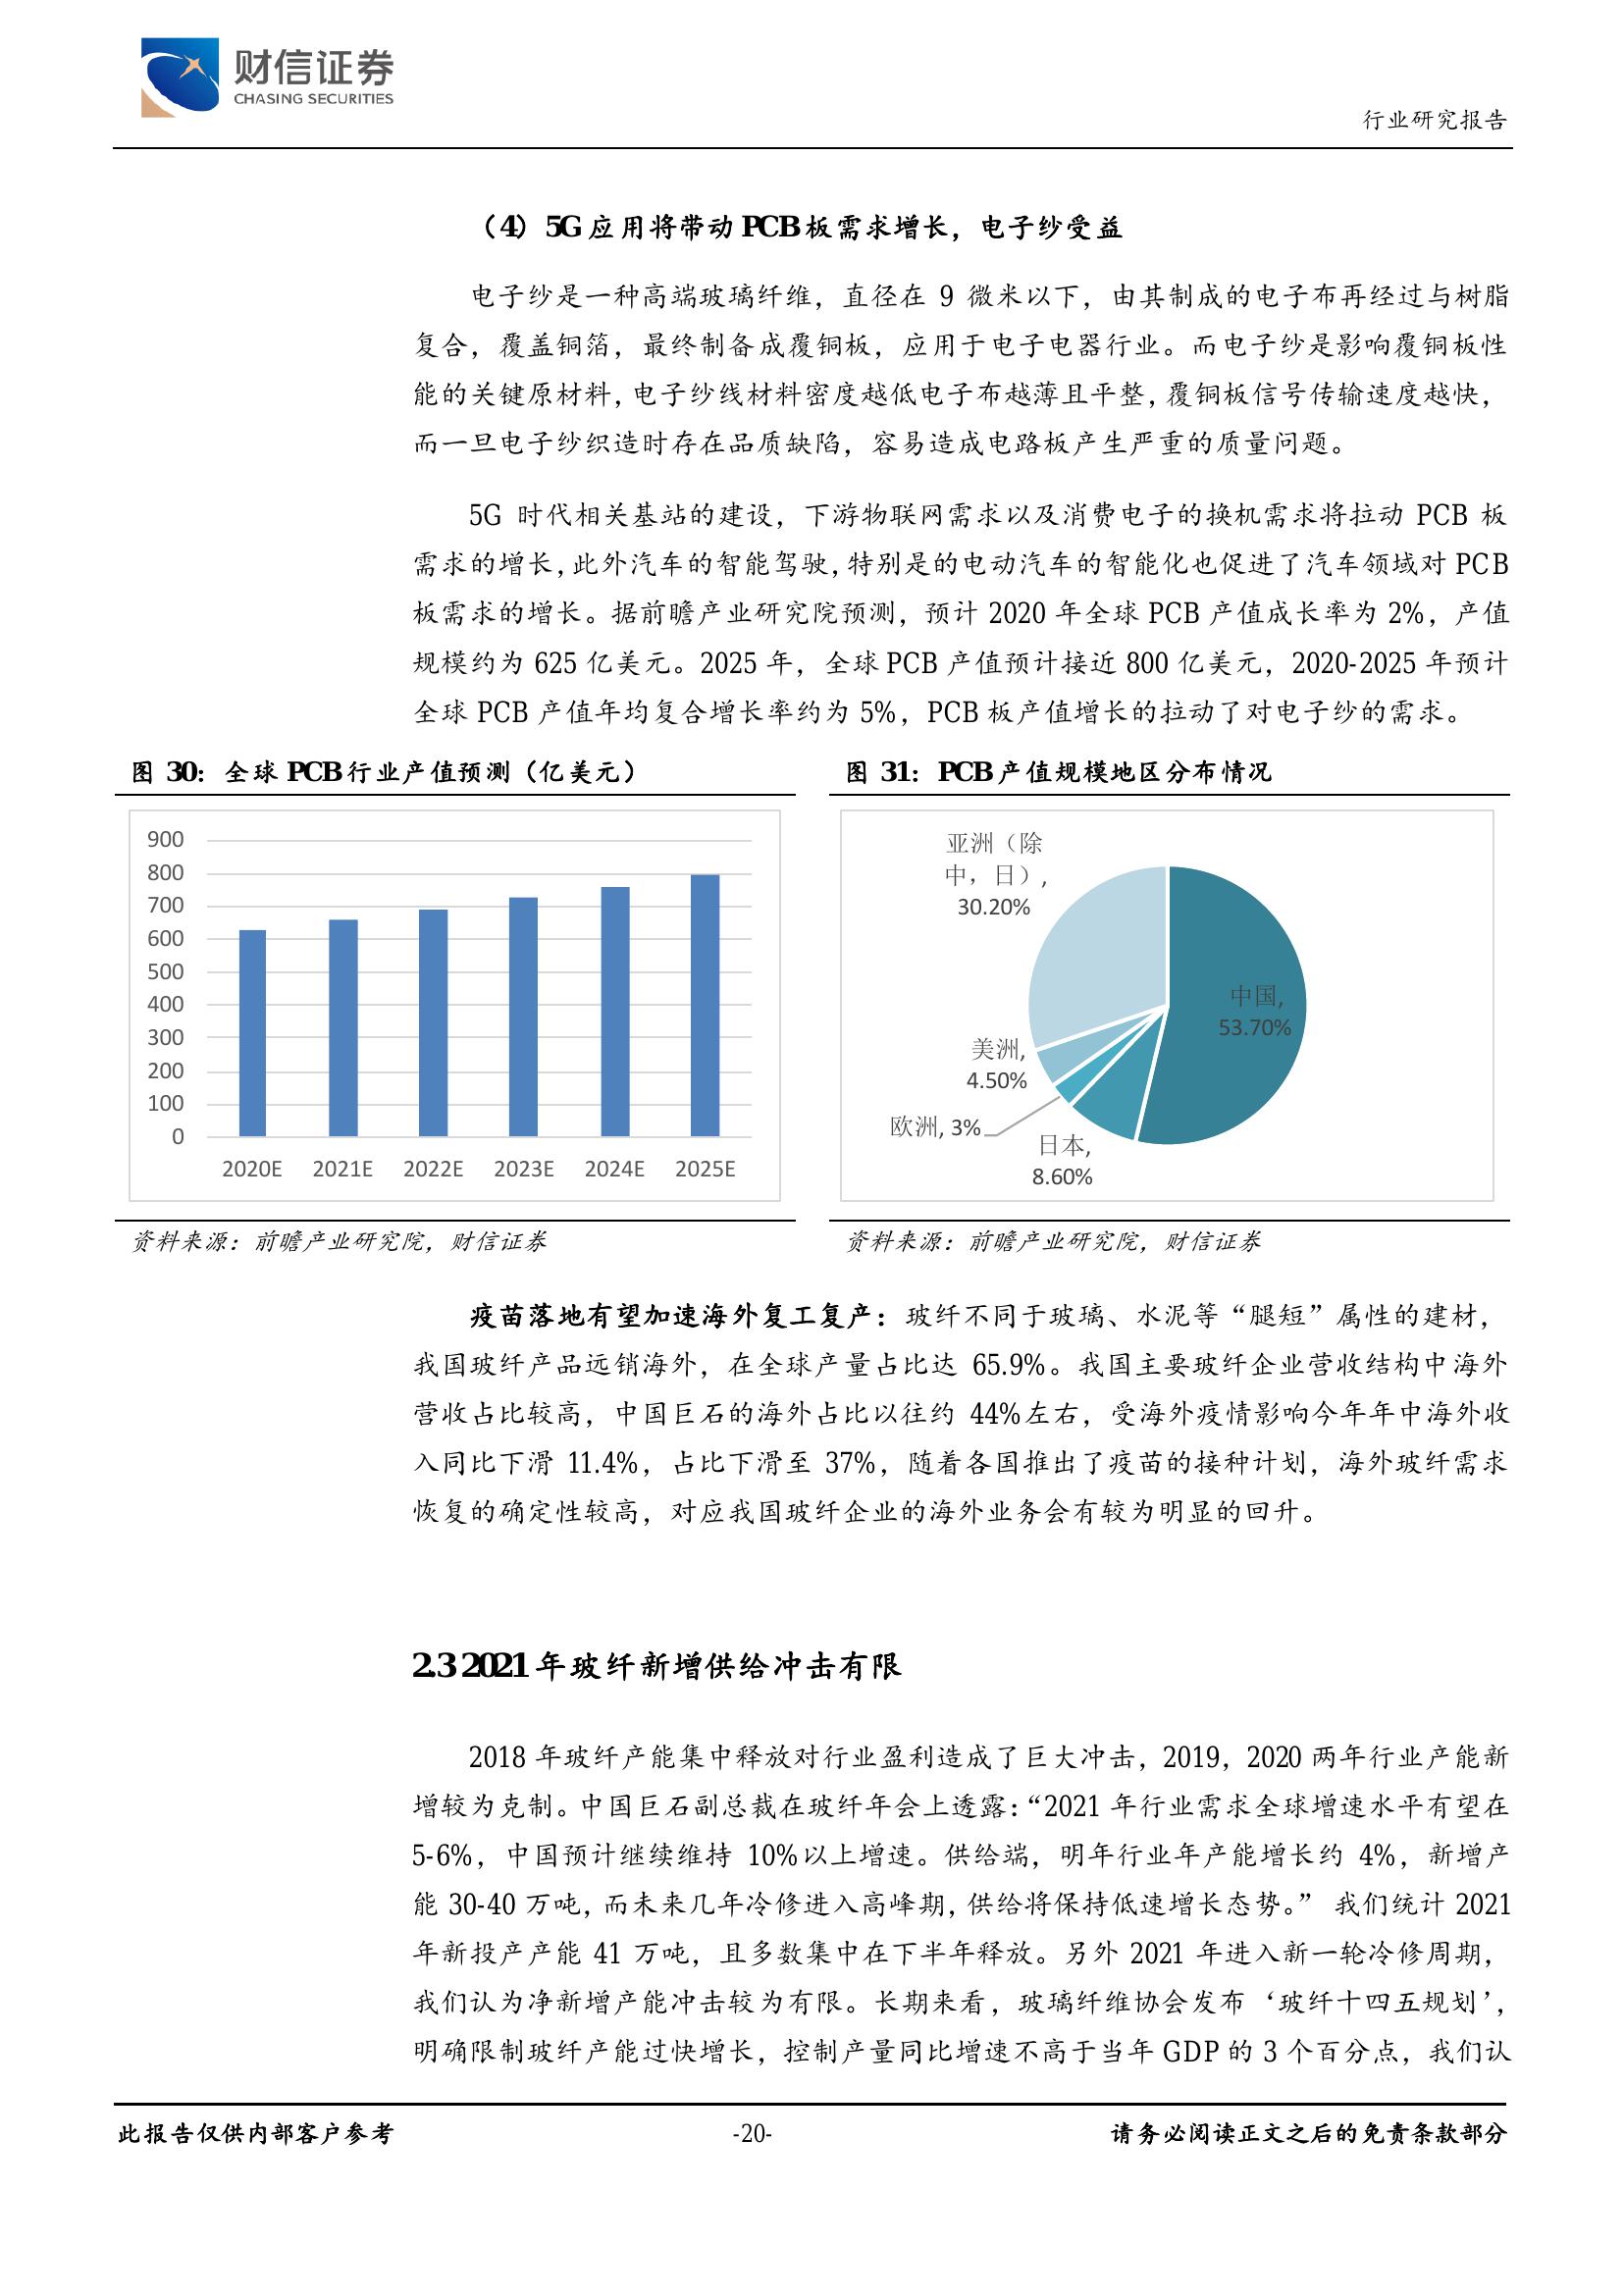 财信证券
CHASING SECURITIES
行业研究报告
（4）5G 应用将带动 PCB 板需求增长，电子纱受益
电子纱是一种高端玻璃纤维，直径在 9 微米以下，由其制成的电子布再经过与树脂
复合，覆盖铜箔，最终制备成覆铜板，应用于电子电器行业。而电子纱是影响覆铜板性
能的关键原材料，电子纱线材料密度越低电子布越薄且平整，覆铜板信号传输速度越快，
而一旦电子纱织造时存在品质缺陷，容易造成电路板产生严重的质量问题。
5G 时代相关基站的建设，下游物联网需求以及消费电子的换机需求将拉动 PCB 板
需求的增长，此外汽车的智能驾驶，特别是的电动汽车的智能化也促进了汽车领域对 PCB
板需求的增长。据前瞻产业研究院预测，预计 2020 年全球 PCB 产值成长率为 2%，产值
规模约为 625 亿美元。2025 年，全球 PCB 产值预计接近 800 亿美元，2020-2025 年预计
全球 PCB 产值年均复合增长率约为 5%，PCB 板产值增长的拉动了对电子纱的需求。
图 30：全球 PCB 行业产值预测（亿美元）
900
800
700
600
500
400
300
200
100
0
2020E 2021E 2022E 2023E 2024E 2025E
资料来源：前瞻产业研究院，财信证券
图 31：PCB 产值规模地区分布情况
亚洲（除
中，日）,
30.20%
中国,
53.70%
美洲,
4.50%
欧洲, 3%
日本,
8.60%
资料来源：前瞻产业研究院，财信证券
疫苗落地有望加速海外复工复产：玻纤不同于玻璃、水泥等“腿短”属性的建材，
我国玻纤产品远销海外，在全球产量占比达 65.9%。我国主要玻纤企业营收结构中海外
营收占比较高，中国巨石的海外占比以往约 44%左右，受海外疫情影响今年年中海外收
入同比下滑 11.4%，占比下滑至 37%，随着各国推出了疫苗的接种计划，海外玻纤需求
恢复的确定性较高，对应我国玻纤企业的海外业务会有较为明显的回升。
2.3 2021 年玻纤新增供给冲击有限
2018 年玻纤产能集中释放对行业盈利造成了巨大冲击，2019，2020 两年行业产能新
增较为克制。中国巨石副总裁在玻纤年会上透露：“2021 年行业需求全球增速水平有望在
5-6%，中国预计继续维持 10%以上增速。供给端，明年行业年产能增长约 4%，新增产
能 30-40 万吨，而未来几年冷修进入高峰期，供给将保持低速增长态势。” 我们统计 2021
年新投产产能 41 万吨，且多数集中在下半年释放。另外 2021 年进入新一轮冷修周期，
我们认为净新增产能冲击较为有限。长期来看，玻璃纤维协会发布‘玻纤十四五规划’，
明确限制玻纤产能过快增长，控制产量同比增速不高于当年 GDP 的 3 个百分点，我们认
此报告仅供内部客户参考
-20-
请务必阅读正文之后的免责条款部分